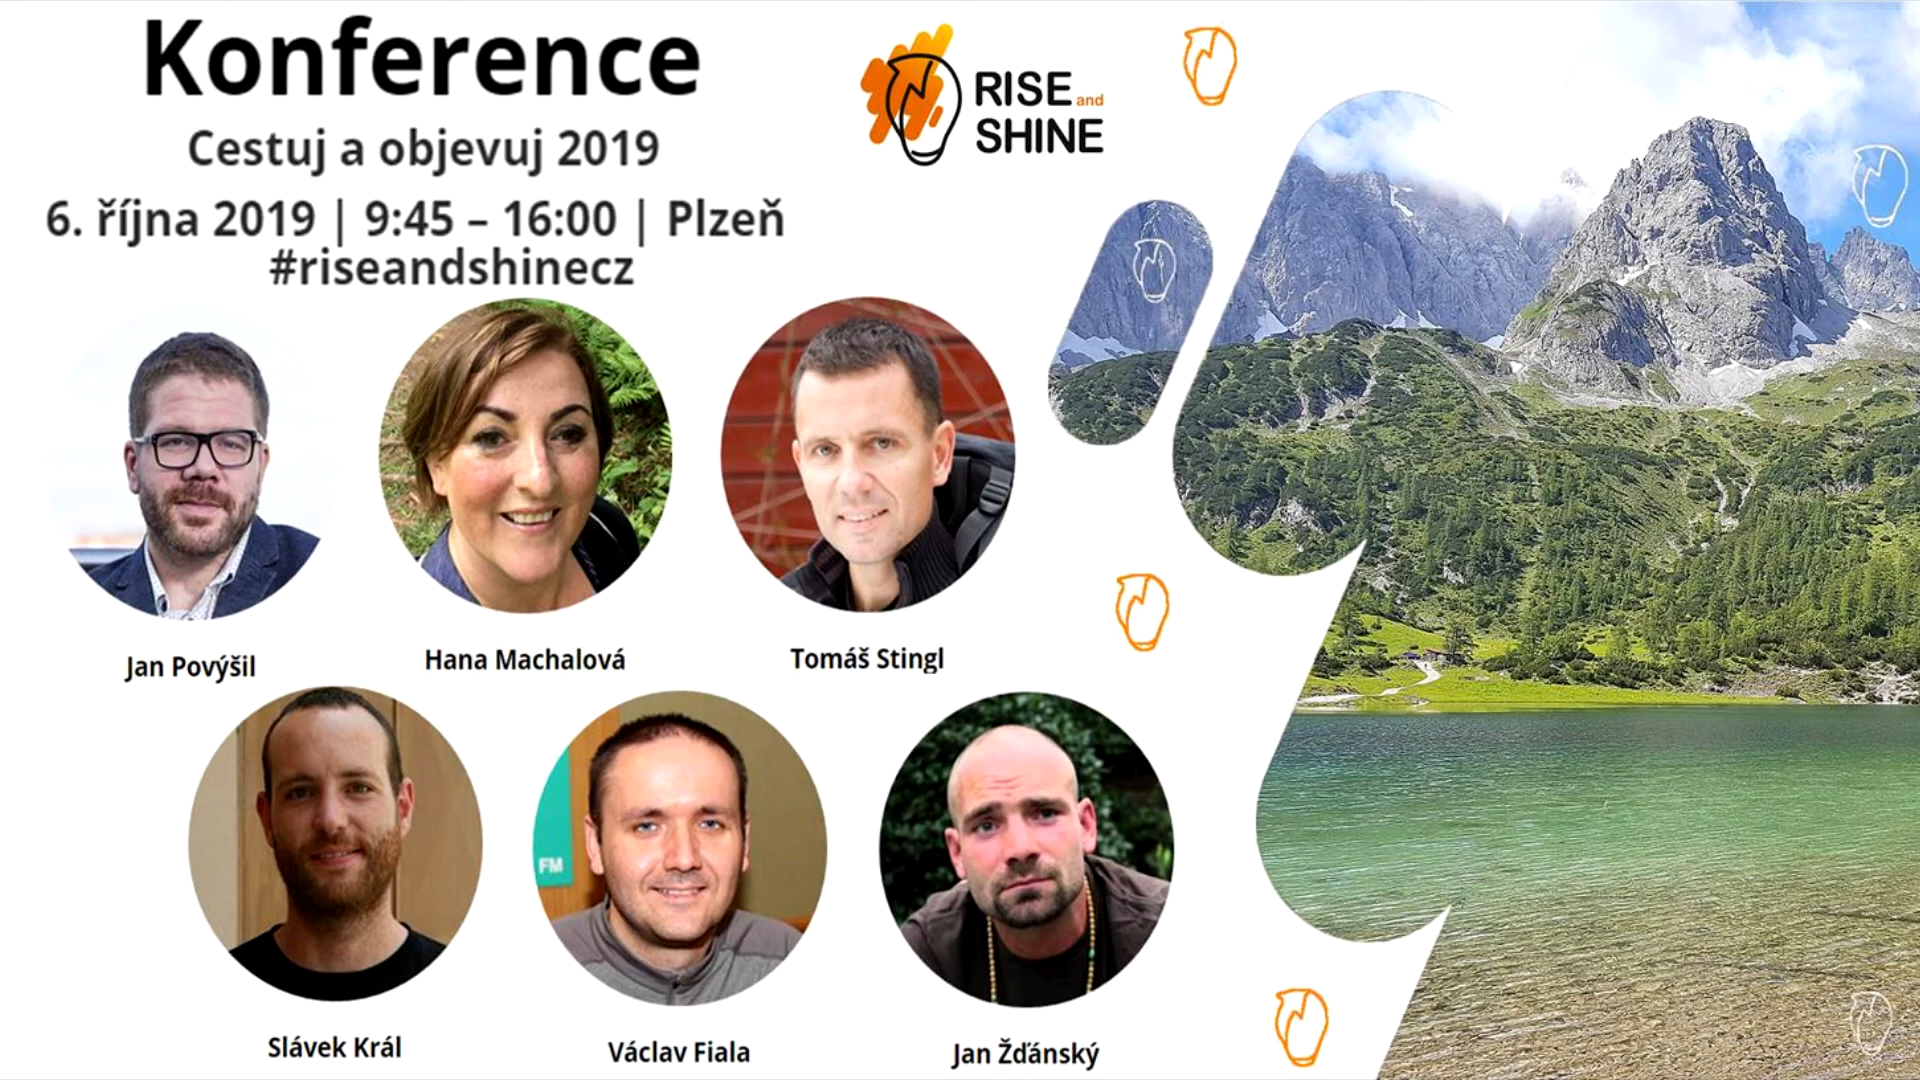 Konference
Cestuj a objevuj 2019
6. října 2019 | 9:45 – 16:00 | Plzeň
#riseandshinecz
RISE and
SHINE
Jan Povýšil
Hana Machalová
Tomáš Stingl
FM
Slávek Král
Václav Fiala
Jan Žďánský